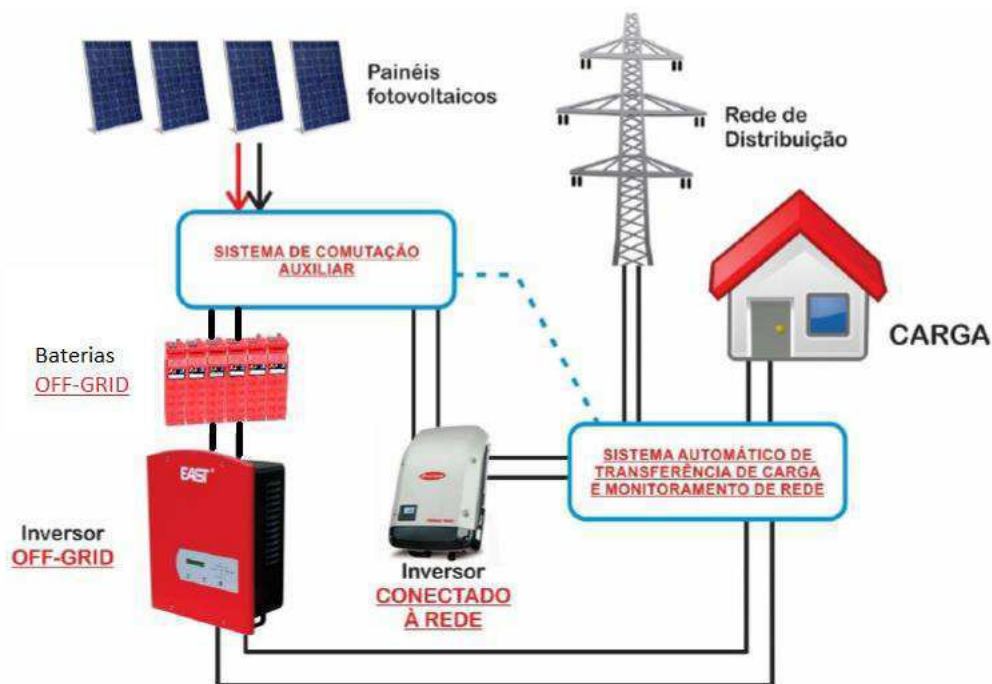 Painéis
fotovoltaicos
Rede de
Distribuição
SISTEMA DE COMUTAÇÃO
AUXILIAR
CARGA
Baterias
OFF-GRID
SISTEMA AUTOMÁTICO DE
TRANSFERÊNCIA DE CARGA
E MONITORAMENTO DE REDE
EAST
Inversor
OFF-GRID
Inversor
CONECTADO
À REDE